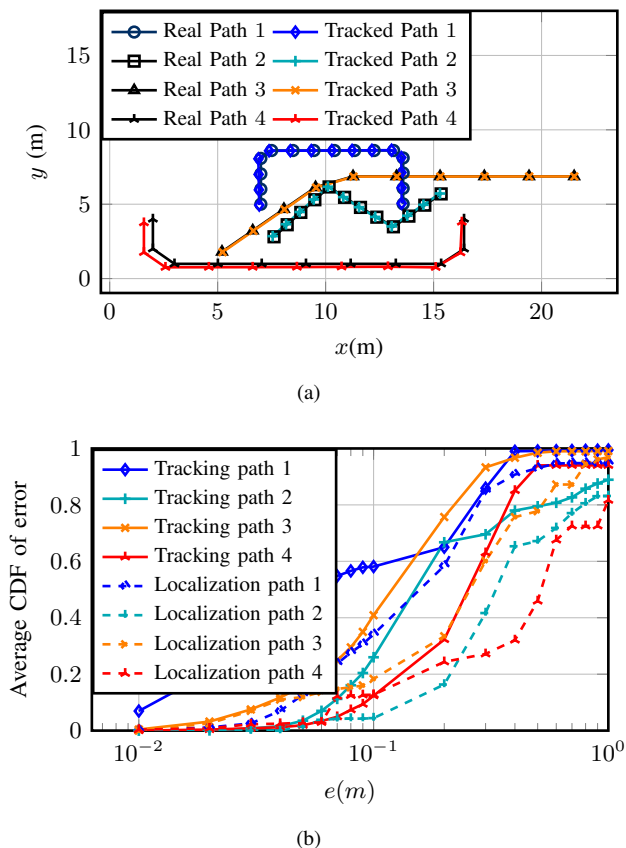 Real Path 1 Tracked Path 1
Real Path 2 Tracked Path 2
Real Path 3 Tracked Path 3
Real Path 4 Tracked Path 4
15
10
5
0
y (m)
0 5 10 15 20
x(m)
(a)
1
0.8
0.6
0.4
0.2
0
Average CDF of error
Tracking path 1
Tracking path 2
Tracking path 3
Tracking path 4
Localization path 1
Localization path 2
Localization path 3
Localization path 4
10⁻² 10⁻¹ 10⁰
e(m)
(b)